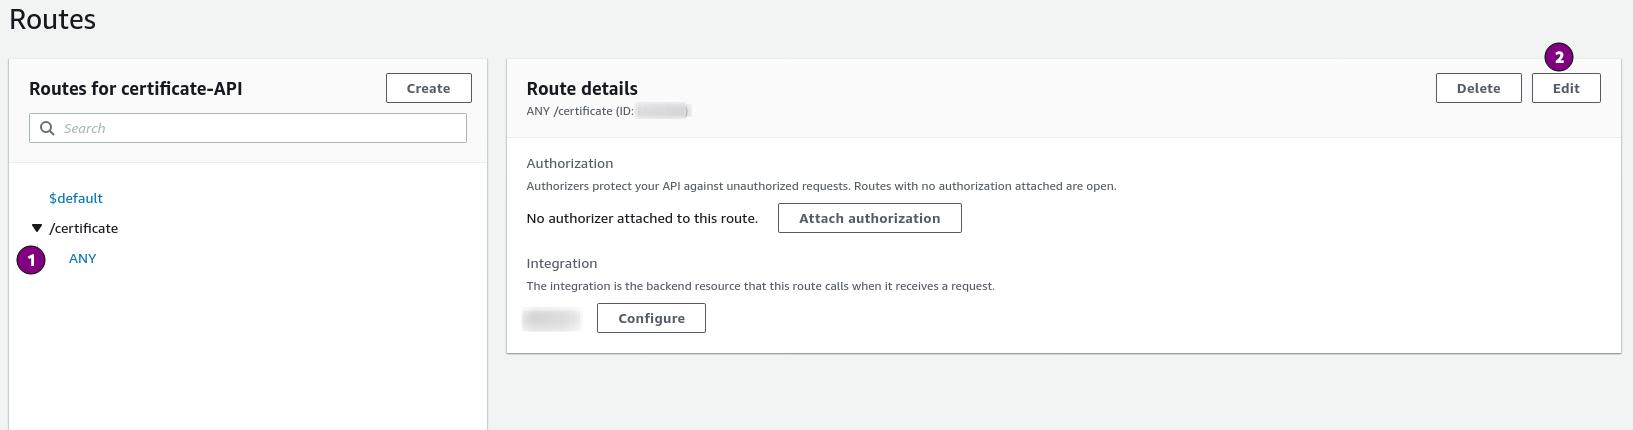 Routes
Routes for certificate-API
Create
Search
$default
/certificate
1
ANY
2
Route details
Delete
Edit
ANY /certificate (ID: )
Authorization
Authorizers protect your API against unauthorized requests. Routes with no authorization attached are open.
No authorizer attached to this route.
Attach authorization
Integration
The integration is the backend resource that this route calls when it receives a request.
Configure